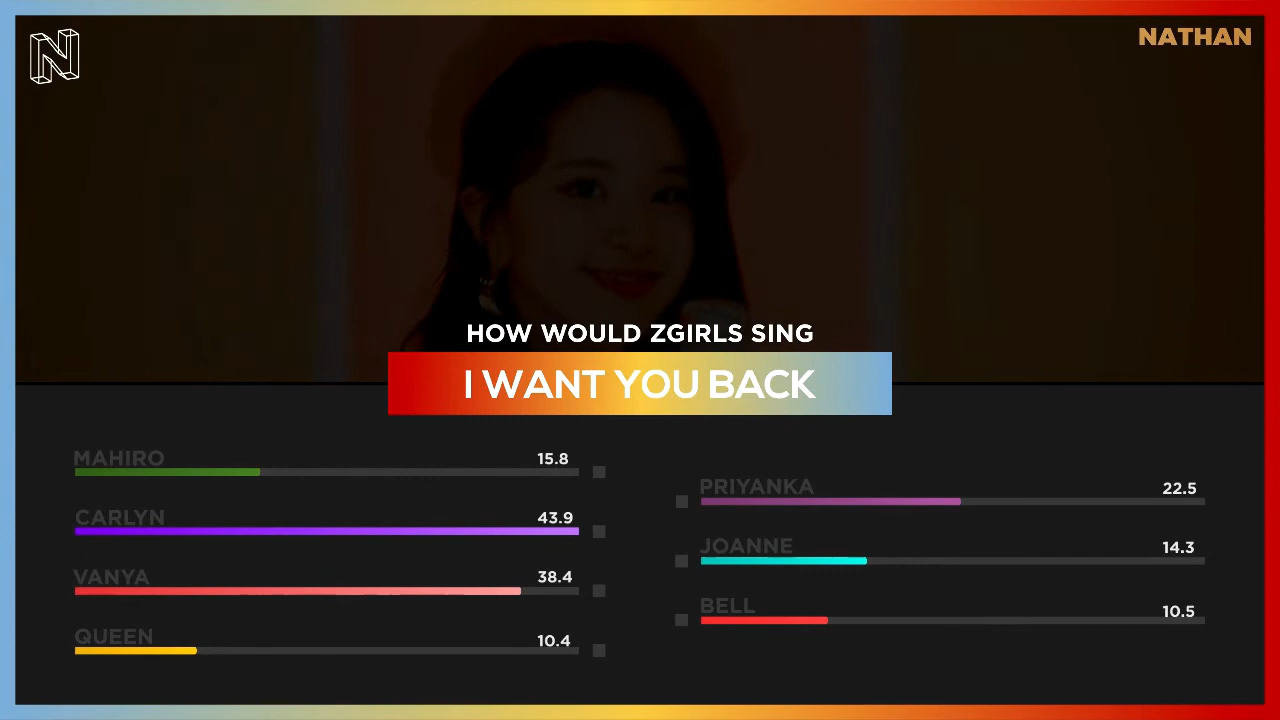 N
NATHAN
HOW WOULD ZGIRLS SING
I WANT YOU BACK
MAHIRO 15.8
CARLYN 43.9
VANYA 38.4
QUEEN 10.4
PRIYANKA 22.5
JOANNE 14.3
BELL 10.5